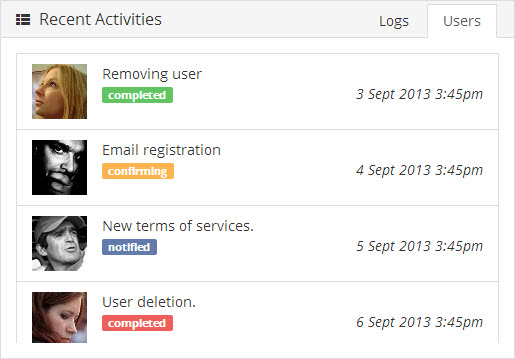 Recent Activities
Logs
Users
Removing user
completed
3 Sept 2013 3:45pm
Email registration
confirming
4 Sept 2013 3:45pm
New terms of services.
notified
5 Sept 2013 3:45pm
User deletion.
completed
6 Sept 2013 3:45pm